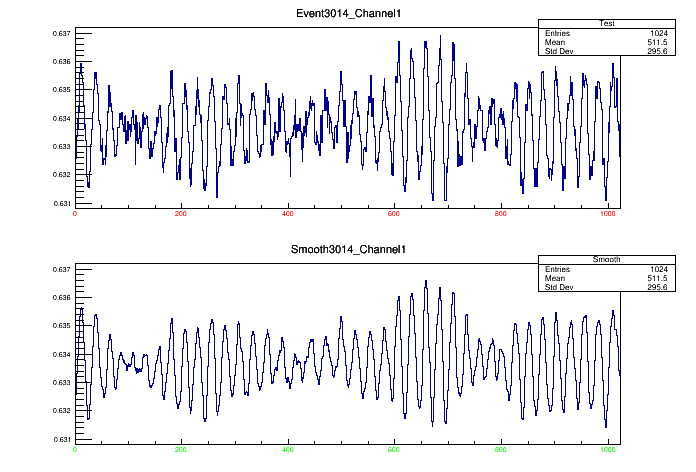 Event3014_Channel1
Test
Entries 1024
Mean 511.5
Std Dev 295.6
0.637
0.636
0.635
0.634
0.633
0.632
0.631
0 200 400 600 800 1000
Smooth3014_Channel1
Smooth
Entries 1024
Mean 511.5
Std Dev 295.6
0.637
0.636
0.635
0.634
0.633
0.632
0.631
0 200 400 600 800 1000